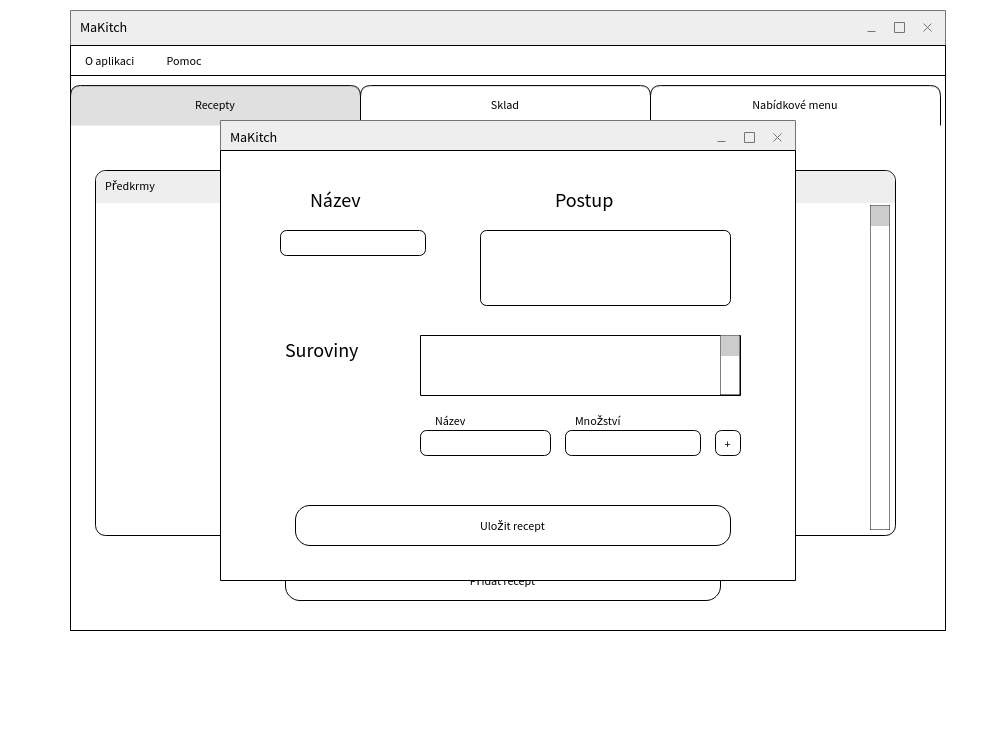 MaKitch
O aplikaci
Pomoc
Recepty
Sklad
Nabídkové menu
MaKitch
Předkrmy
Název
Postup
Suroviny
Název
Množství
+
Uložit recept
Přidat recept